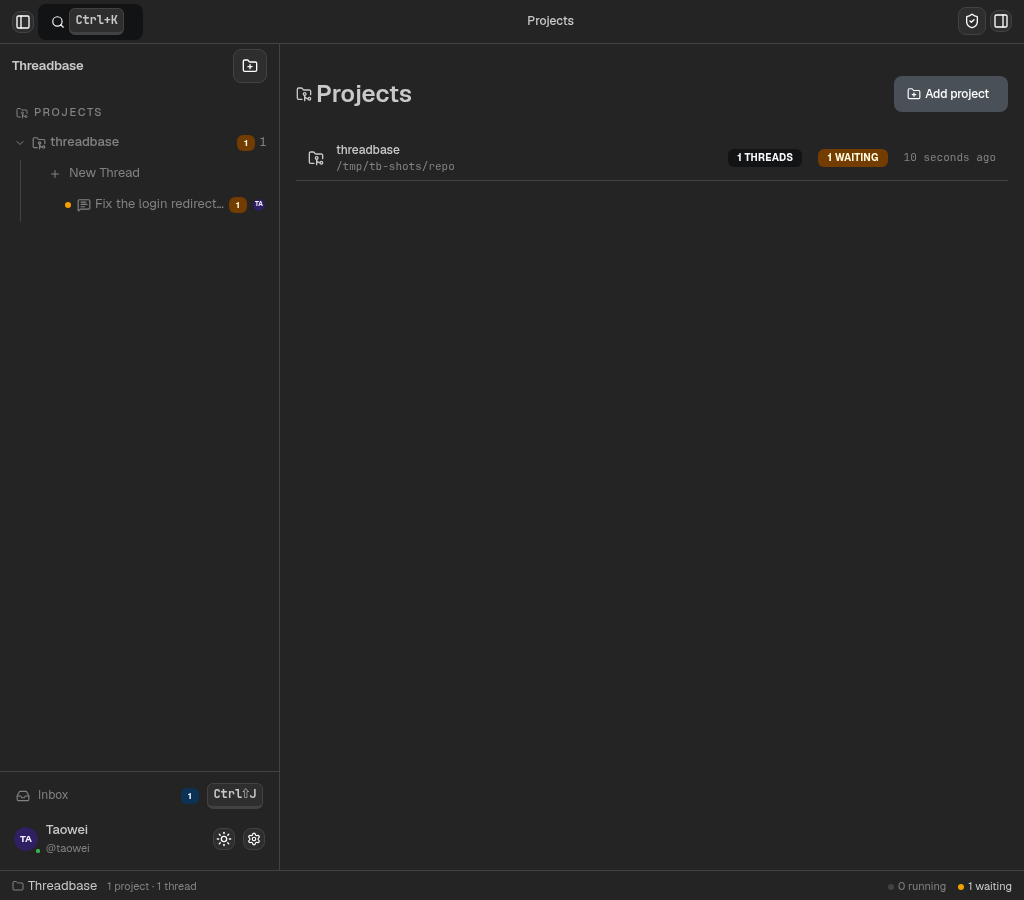 Ctrl+K
Projects
Threadbase
PROJECTS
threadbase 1 1
New Thread
Fix the login redirect… 1 TA
Projects
Add project
threadbase
/tmp/tb-shots/repo
1 THREADS 1 WAITING 10 seconds ago
Inbox 1 Ctrl⇧J
TA Taowei
@taowei
Threadbase 1 project · 1 thread
0 running 1 waiting